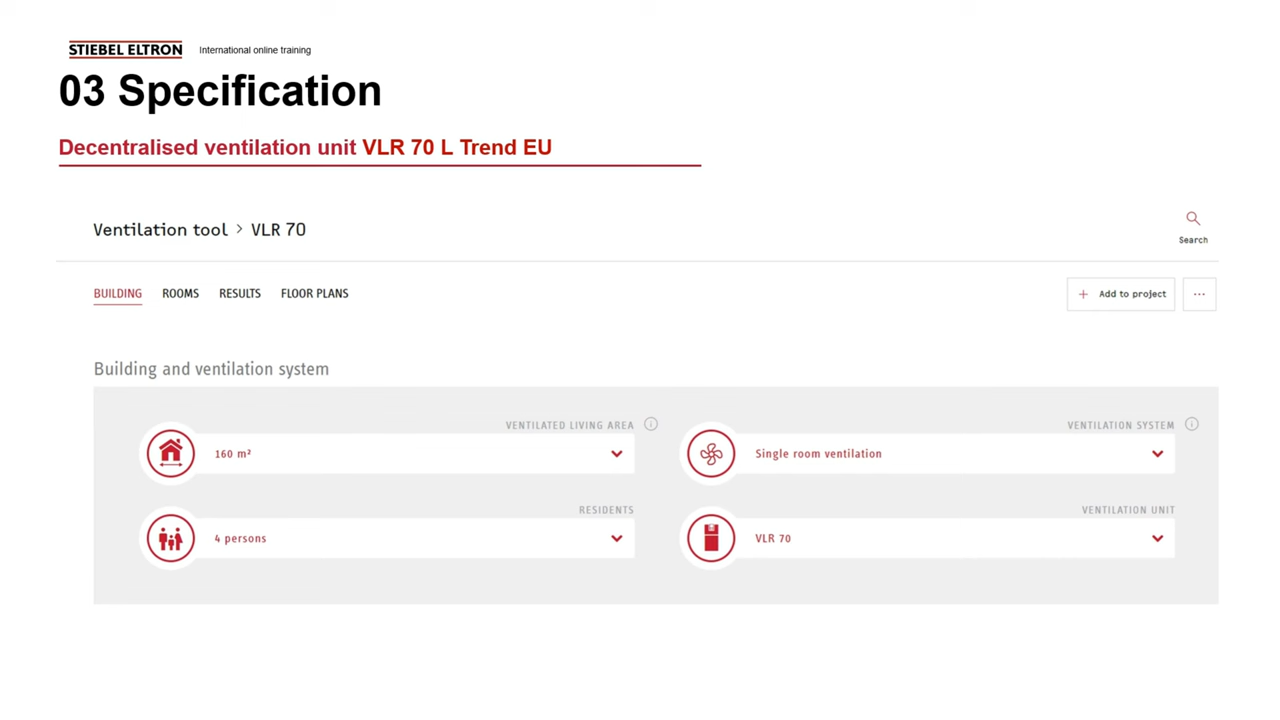 STIEBEL ELTRON International online training
03 Specification
Decentralised ventilation unit VLR 70 L Trend EU
Ventilation tool > VLR 70
Search
BUILDING ROOMS RESULTS FLOOR PLANS
+ Add to project ...
Building and ventilation system
VENTILATED LIVING AREA
160 m²
VENTILATION SYSTEM
Single room ventilation
RESIDENTS
4 persons
VENTILATION UNIT
VLR 70